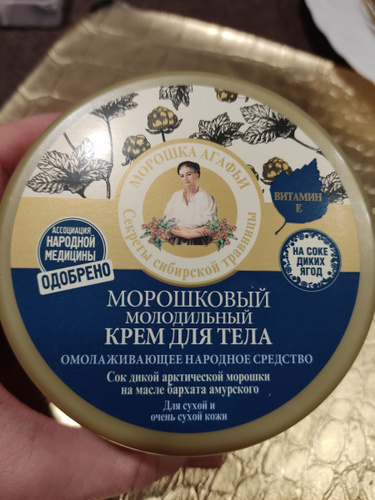 МОРОШКА АГАФЬИ
Секреты сибирской травницы
ВИТАМИН
Е
АССОЦИАЦИЯ
НАРОДНОЙ
МЕДИЦИНЫ
ОДОБРЕНО
НА СОКЕ
ДИКИХ
ЯГОД
МОРОШКОВЫЙ
МОЛОДИЛЬНЫЙ
КРЕМ ДЛЯ ТЕЛА
ОМОЛАЖИВАЮЩЕЕ НАРОДНОЕ СРЕДСТВО
Сок дикой арктической морошки
на масле бархата амурского
Для сухой и
очень сухой кожи